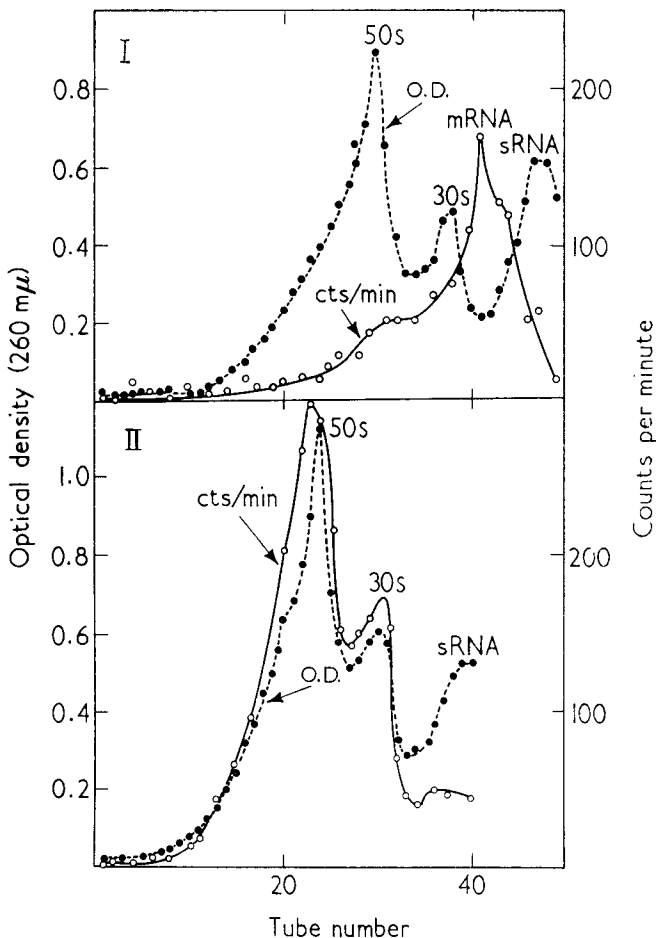 I
50s
O.D.
mRNA
sRNA
30s
cts/min
0.8
0.6
0.4
0.2
200
100
II
50s
cts/min
30s
sRNA
O.D.
1.0
0.8
0.6
0.4
0.2
200
100
20
40
Optical density (260 mμ)
Counts per minute
Tube number